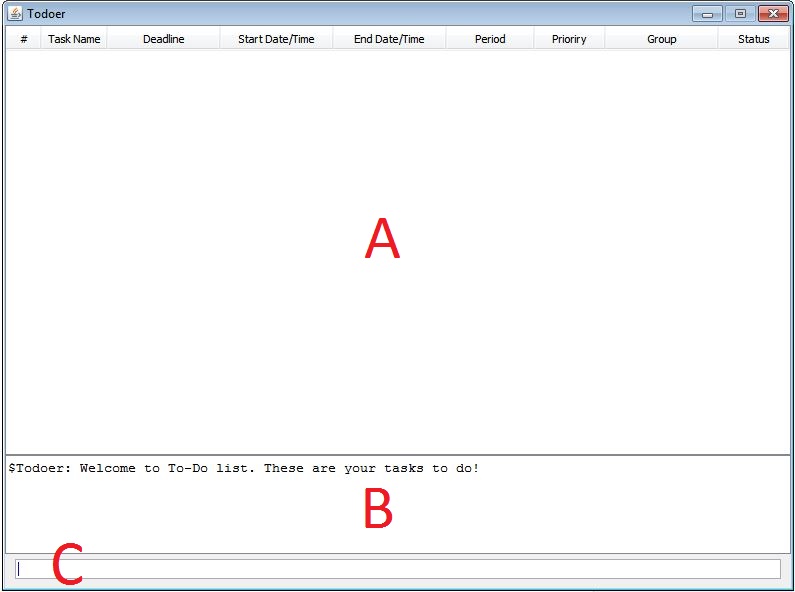 Todoer
# Task Name Deadline Start Date/Time End Date/Time Period Prioriry Group Status
A
$Todoer: Welcome to To-Do list. These are your tasks to do!
B
C